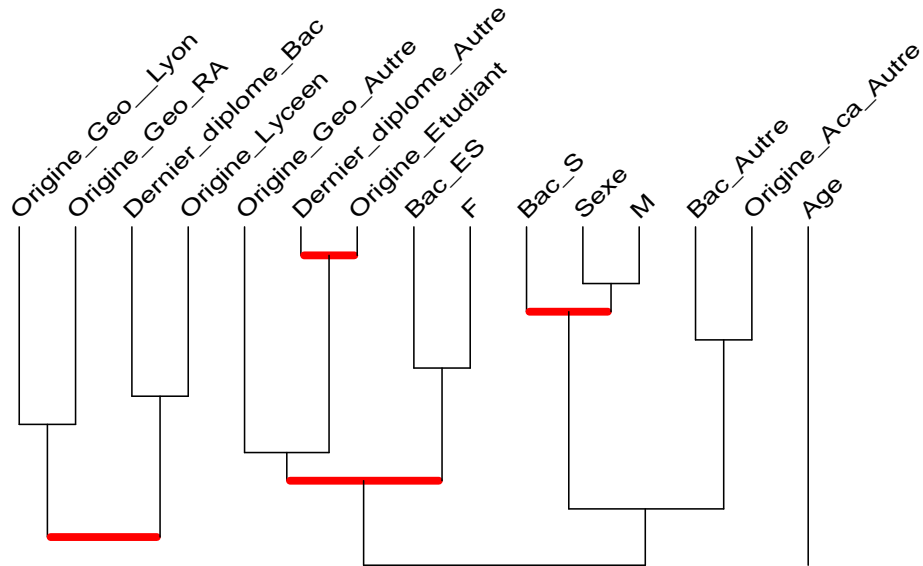 Origine_Geo__Lyon
Origine_Geo_RA
Dernier_diplome_Bac
Origine_Lyceen
Origine_Geo_Autre
Dernier_diplome_Autre
Origine_Etudiant
Bac_ES
F
Bac_S
Sexe
M
Bac_Autre
Origine_Aca_Autre
Age